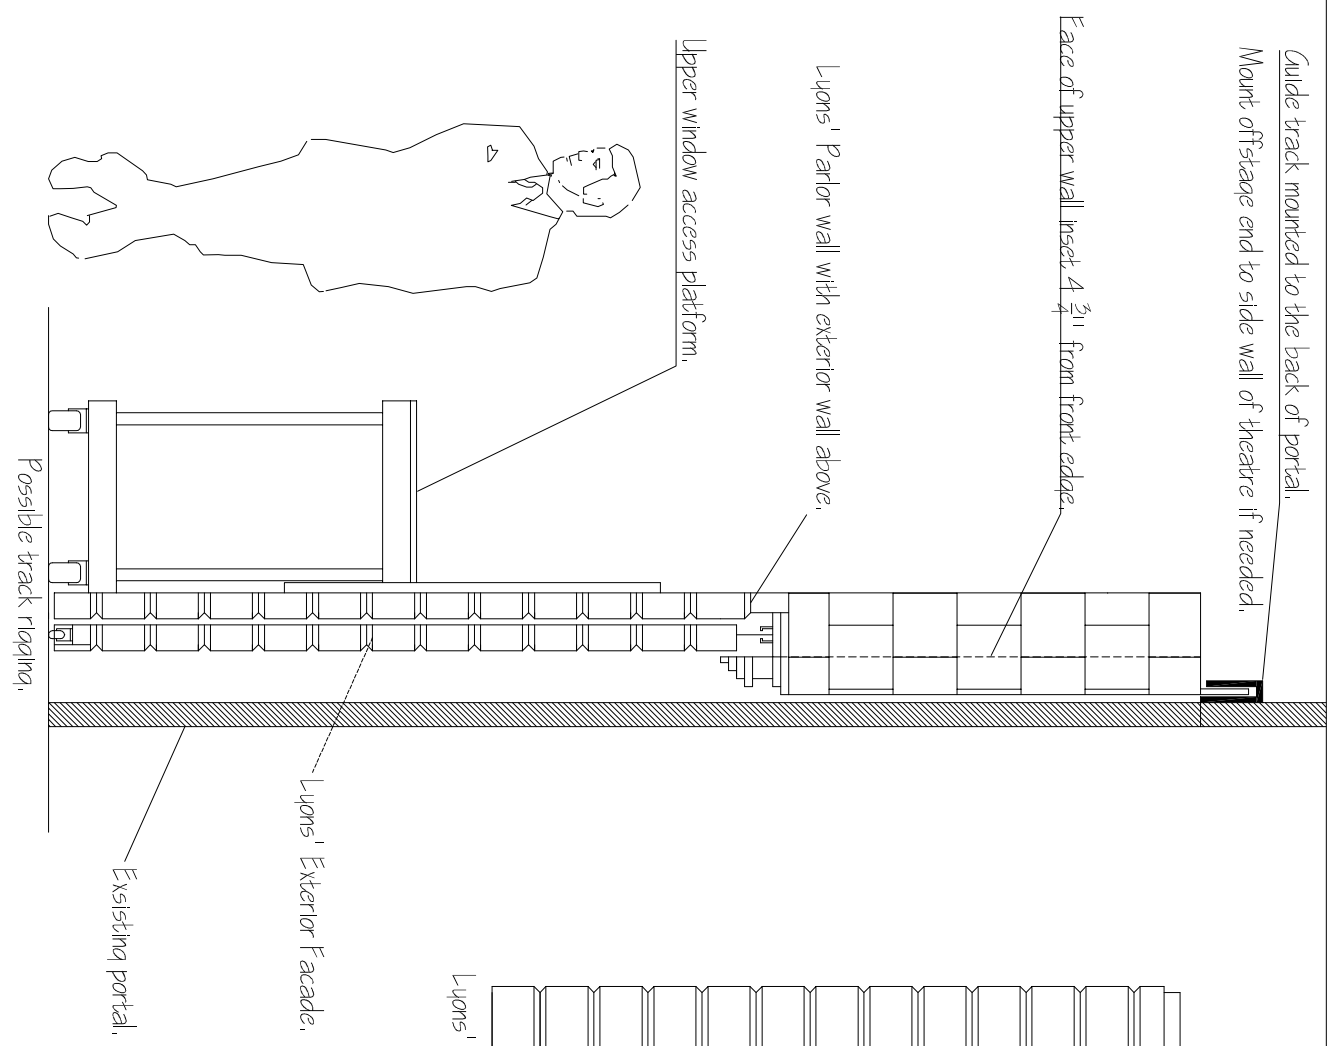 Guide track mounted to the back of portal.
Mount offstage end to side wall of theatre if needed.
Face of upper wall inset 4 3/4" from front edge.
Lyons' Parlor wall with exterior wall above.
Upper window access platform.
Possible track rigging.
Lyons' Exterior Facade.
Exsisting portal.
Lyons'